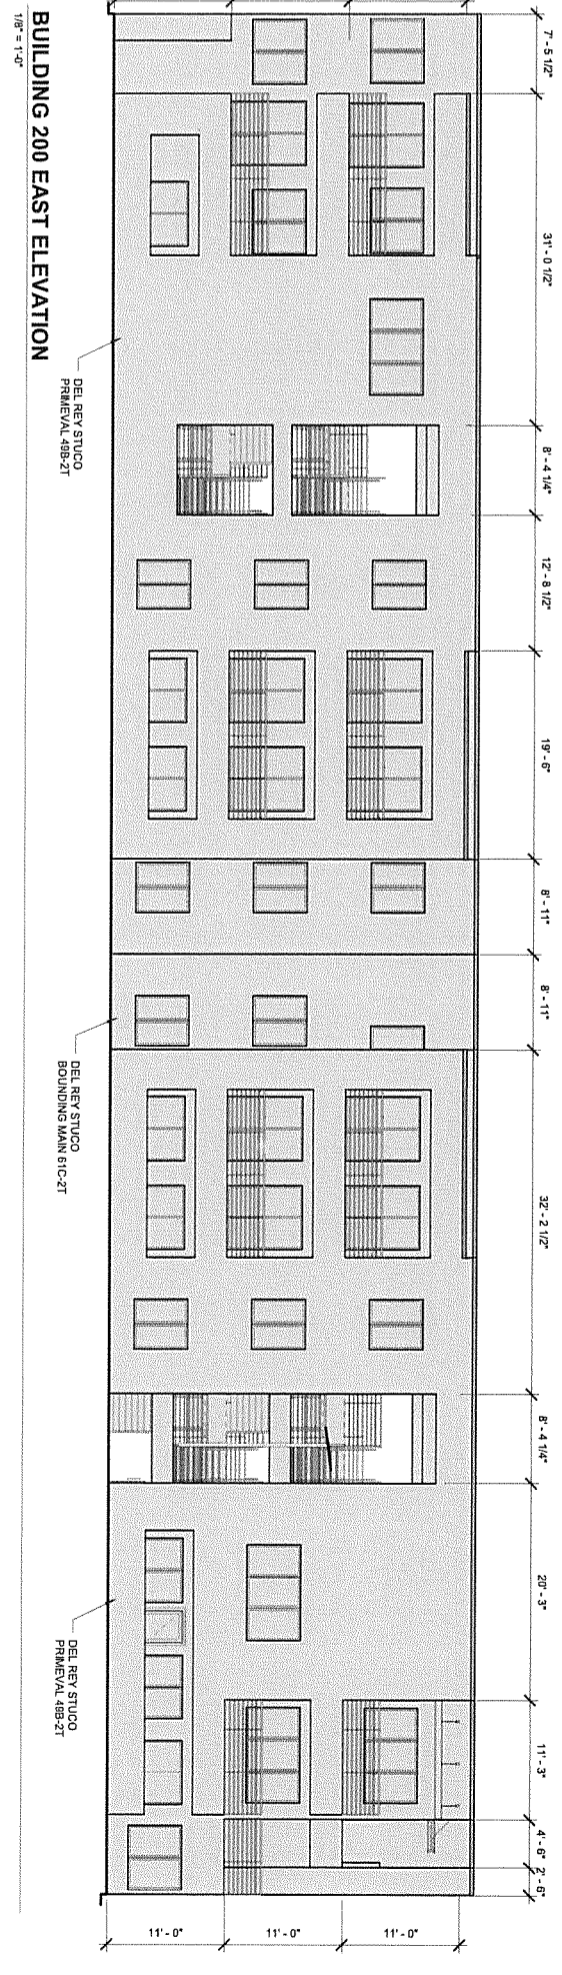 7' - 5 1/2"
31' - 0 1/2"
8' - 4 1/4"
12' - 8 1/2"
19' - 6"
8' - 11"
8' - 11"
32' - 2 1/2"
8' - 4 1/4"
20' - 3"
11' - 3"
4' - 6"
2' - 6"
11' - 0"
11' - 0"
11' - 0"
DEL REY STUCO
PRIMEVAL 49B-2T
DEL REY STUCO
BOUNDING MAIN 61C-2T
DEL REY STUCO
PRIMEVAL 49B-2T
BUILDING 200 EAST ELEVATION
1/8" = 1'-0"